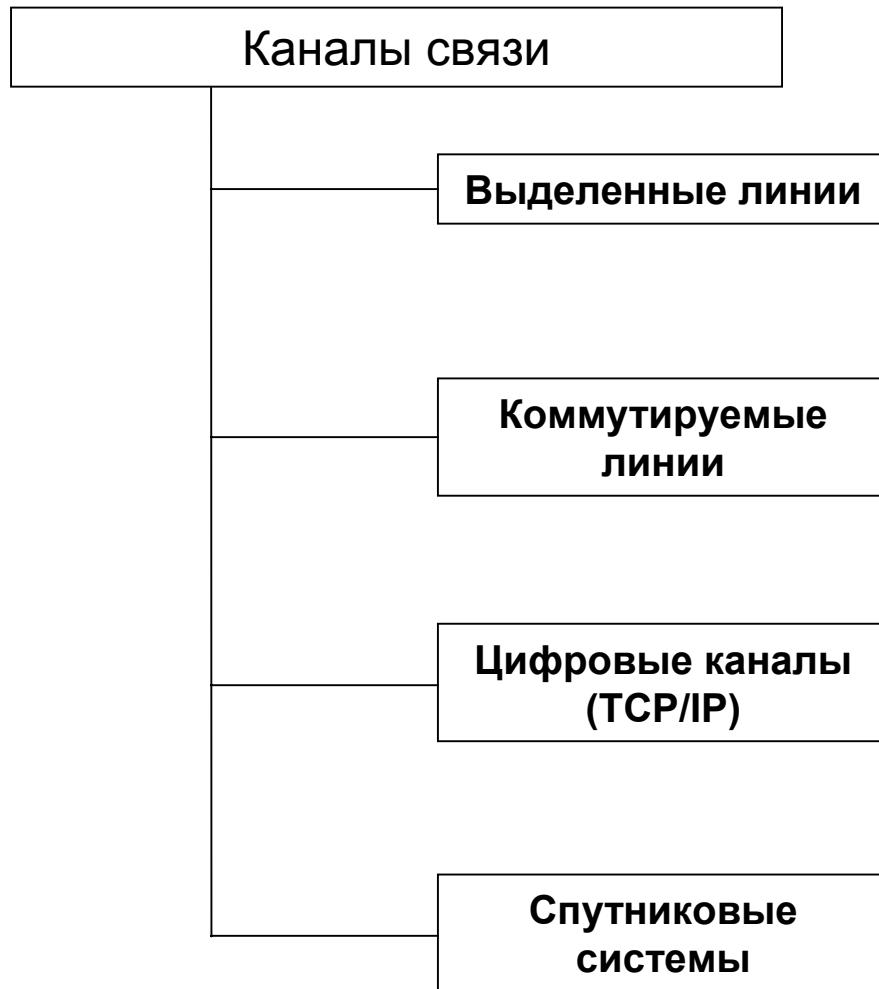 Каналы связи
Выделенные линии
Коммутируемые
линии
Цифровые каналы
(TCP/IP)
Спутниковые
системы